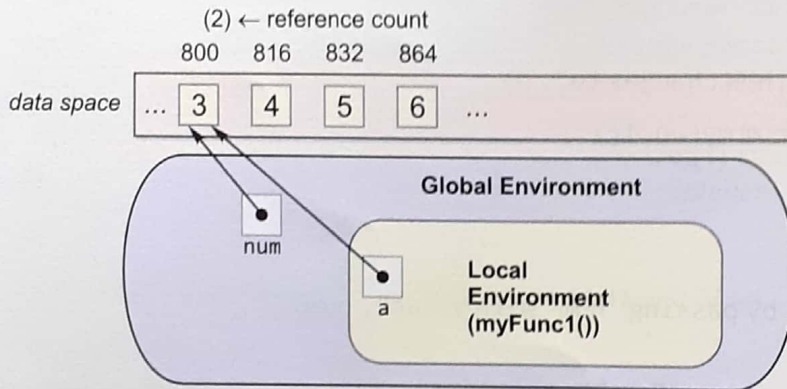 (2) ← reference count
800 816 832 864
data space ... 3 4 5 6 ...
Global Environment
num
Local
Environment
(myFunc1())
a